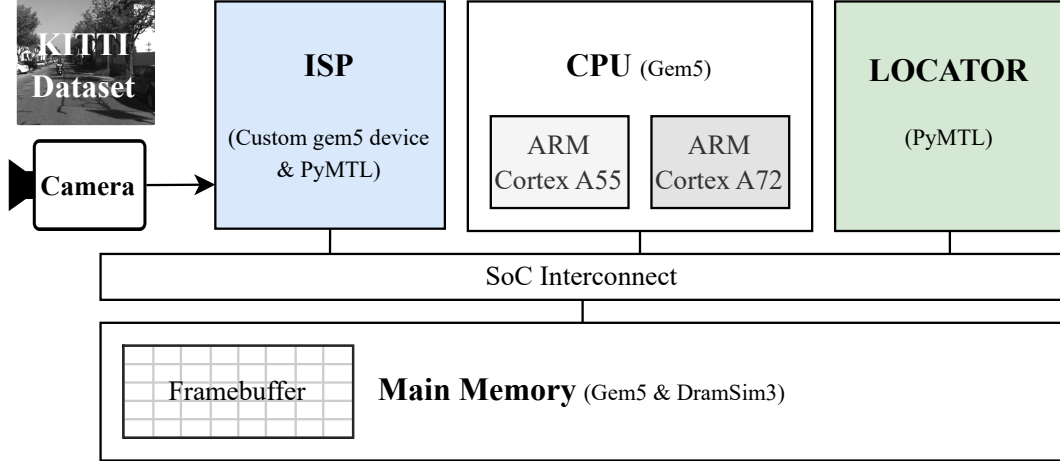 KITTI
Dataset
Camera
ISP
(Custom gem5 device
& PyMTL)
CPU (Gem5)
ARM
Cortex A55
ARM
Cortex A72
LOCATOR
(PyMTL)
SoC Interconnect
Framebuffer
Main Memory (Gem5 & DramSim3)